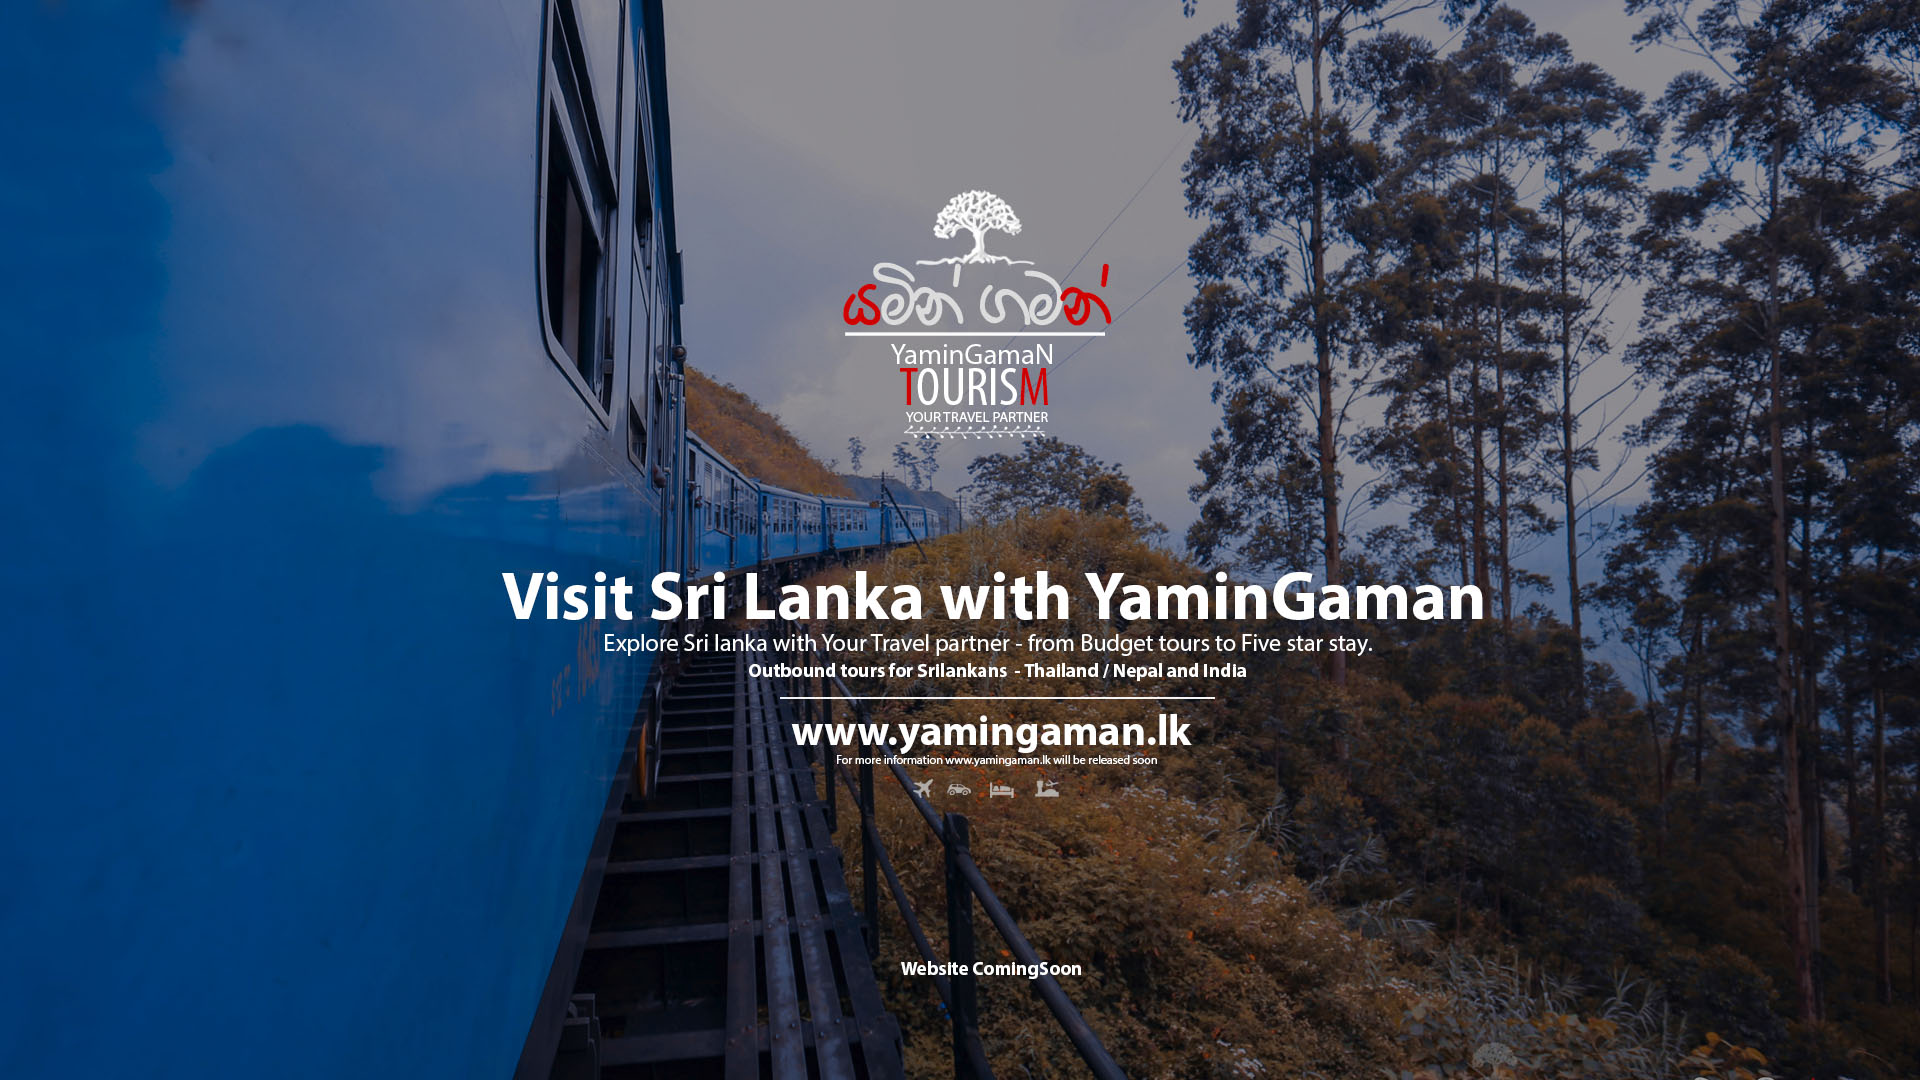 යමින් ගමන්
YaminGamaN
TOURISM
YOUR TRAVEL PARTNER
Visit Sri Lanka with YaminGaman
Explore Sri lanka with Your Travel partner - from Budget tours to Five star stay.
Outbound tours for Srilankans - Thailand / Nepal and India
www.yamingaman.lk
For more information www.yamingaman.lk will be released soon
Website ComingSoon